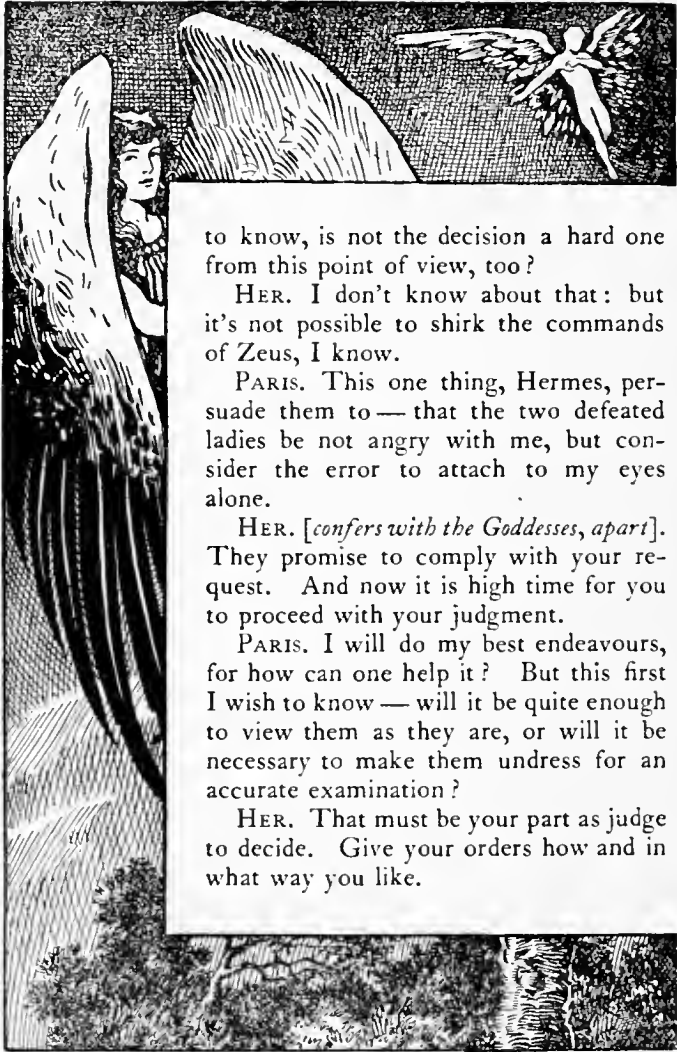 to know, is not the decision a hard one
from this point of view, too?
HER. I don't know about that: but
it's not possible to shirk the commands
of Zeus, I know.
PARIS. This one thing, Hermes, per-
suade them to — that the two defeated
ladies be not angry with me, but con-
sider the error to attach to my eyes
alone.
HER. [confers with the Goddesses, apart].
They promise to comply with your re-
quest. And now it is high time for you
to proceed with your judgment.
PARIS. I will do my best endeavours,
for how can one help it? But this first
I wish to know — will it be quite enough
to view them as they are, or will it be
necessary to make them undress for an
accurate examination?
HER. That must be your part as judge
to decide. Give your orders how and in
what way you like.